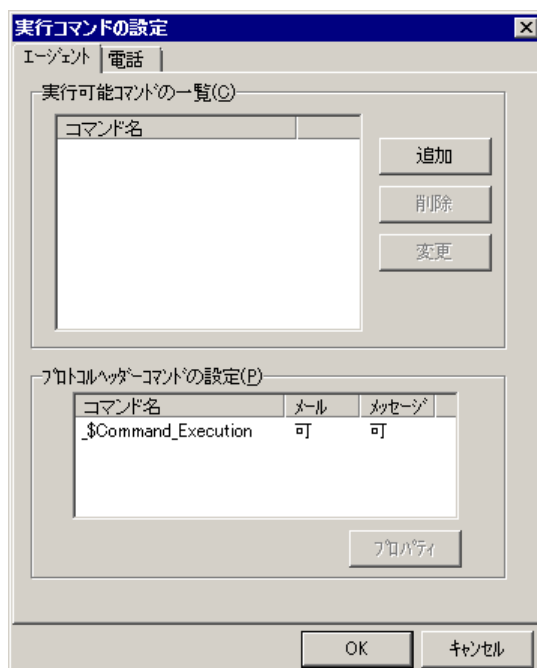 実行コマンドの設定
ｴｰｼﾞｪﾝﾄ 電話
実行可能ｺﾏﾝﾄﾞの一覧(C)
コマンド名
追加
削除
変更
ﾌﾟﾛﾄｺﾙﾍｯﾀﾞｰｺﾏﾝﾄﾞの設定(P)
コマンド名 ﾒｰﾙ ﾒｯｾｰｼﾞ
_$Command_Execution 可 可
ﾌﾟﾛﾊﾟﾃｨ
OK ｷｬﾝｾﾙ